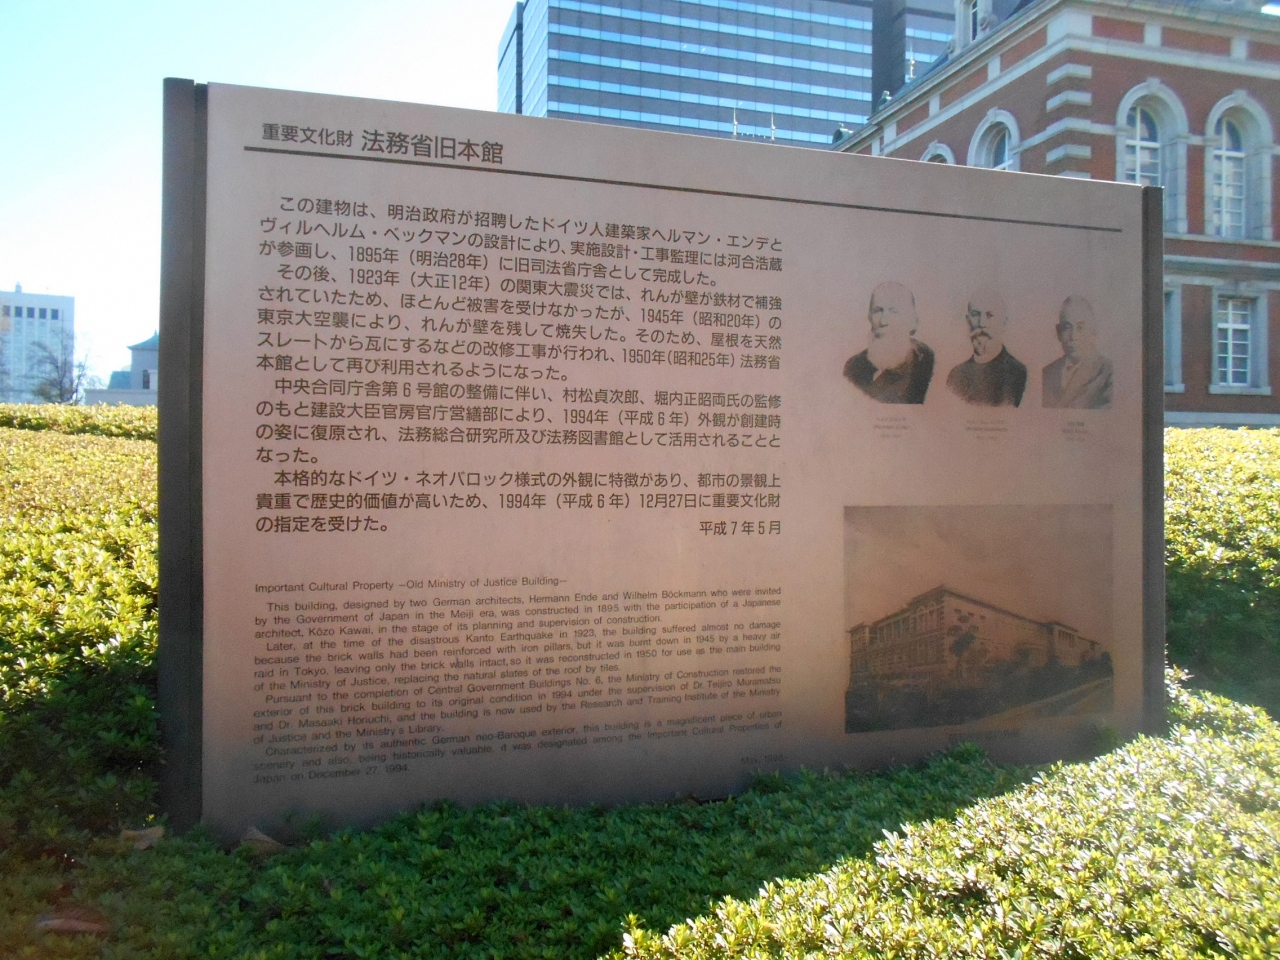 重要文化財 法務省旧本館
この建物は、明治政府が招聘したドイツ人建築家ヘルマン・エンデと
ヴィルヘルム・ベックマンの設計により、実施設計・工事監理には河合浩蔵
が参画し、1895年（明治28年）に旧司法省庁舎として完成した。
その後、1923年（大正12年）の関東大震災では、れんが壁が鉄材で補強
されていたため、ほとんど被害を受けなかったが、1945年（昭和20年）の
東京大空襲により、れんが壁を残して焼失した。そのため、屋根を天然
スレートから瓦にするなどの改修工事が行われ、1950年（昭和25年）法務省
本館として再び利用されるようになった。
中央合同庁舎第6号館の整備に伴い、村松貞次郎、堀内正昭両氏の監修
のもと建設大臣官房官庁営繕部により、1994年（平成6年）外観が創建時
の姿に復原され、法務総合研究所及び法務図書館として活用されることと
なった。
本格的なドイツ・ネオバロック様式の外観に特徴があり、都市の景観上
貴重で歴史的価値が高いため、1994年（平成6年）12月27日に重要文化財
の指定を受けた。
平成7年5月
Important Cultural Property —Old Ministry of Justice Building—
This building, designed by two German architects, Hermann Ende and Wilhelm Böckmann who were invited
by the Government of Japan in the Meiji era, was constructed in 1895 with the participation of a Japanese
architect, Kōzo Kawai, in the stage of its planning and supervision of construction.
Later, at the time of the disastrous Kanto Earthquake in 1923, the building suffered almost no damage
because the brick walls had been reinforced with iron pillars, but it was burnt down in 1945 by a heavy air
raid in Tokyo, leaving only the brick walls intact, so it was reconstructed in 1950 for use as the main building
of the Ministry of Justice, replacing the natural slates of the roof by tiles.
Pursuant to the completion of Central Government Buildings No. 6, the Ministry of Construction restored the
exterior of this brick building to its original condition in 1994 under the supervision of Dr. Teijiro Muramatsu
and Dr. Masaaki Horiuchi, and the building is now used by the Research and Training Institute of the Ministry
of Justice and the Ministry's Library.
Characterized by its authentic German neo-Baroque exterior, this building is a magnificent piece of urban
scenery and also, being historically valuable, it was designated among the Important Cultural Properties of
Japan on December 27, 1994.